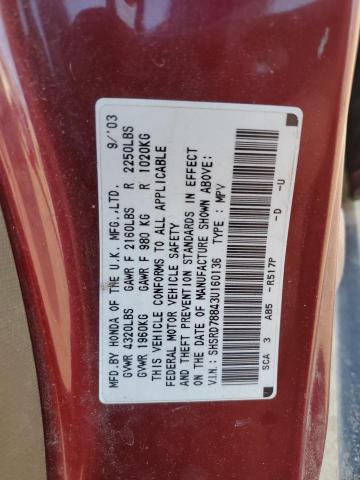 MFD.BY HONDA OF THE U.K. MFG.,LTD. 9/'03
GVWR 4320LBS GAWR F 2160LBS R 2250LBS
GVWR 1960KG GAWR F 980 KG R 1020KG
THIS VEHICLE CONFORMS TO ALL APPLICABLE
FEDERAL MOTOR VEHICLE SAFETY
AND THEFT PREVENTION STANDARDS IN EFFECT
ON THE DATE OF MANUFACTURE SHOWN ABOVE:
V.I.N.: SHSRD78843U160136 TYPE: MPV
SCA 3 AB5 -R517P -D -U